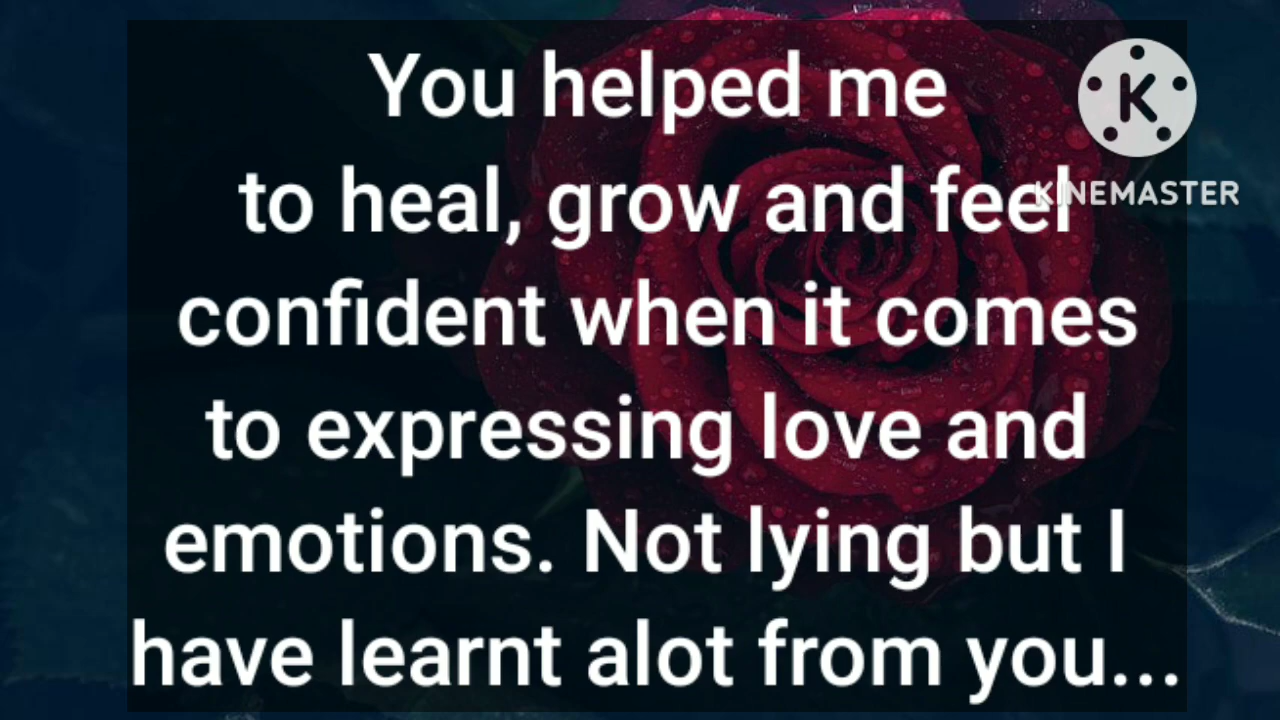 You helped me
to heal, grow and feel
confident when it comes
to expressing love and
emotions. Not lying but I
have learnt alot from you...
K
KINEMASTER